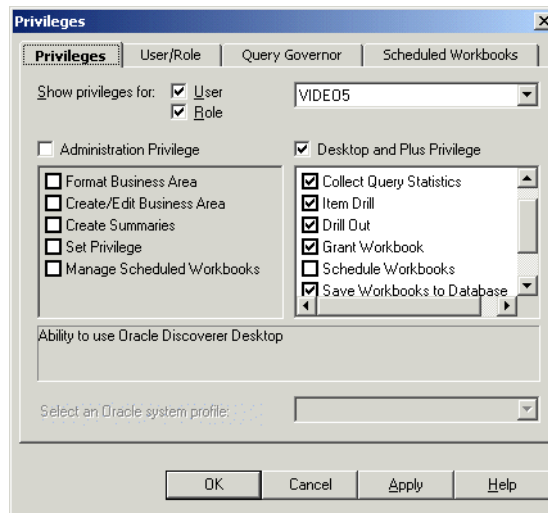 Privileges
Privileges User/Role Query Governor Scheduled Workbooks
Show privileges for: User VIDEO5
Role
Administration Privilege Desktop and Plus Privilege
Format Business Area Collect Query Statistics
Create/Edit Business Area Item Drill
Create Summaries Drill Out
Set Privilege Grant Workbook
Manage Scheduled Workbooks Schedule Workbooks
Save Workbooks to Database
Ability to use Oracle Discoverer Desktop
Select an Oracle system profile:
OK Cancel Apply Help